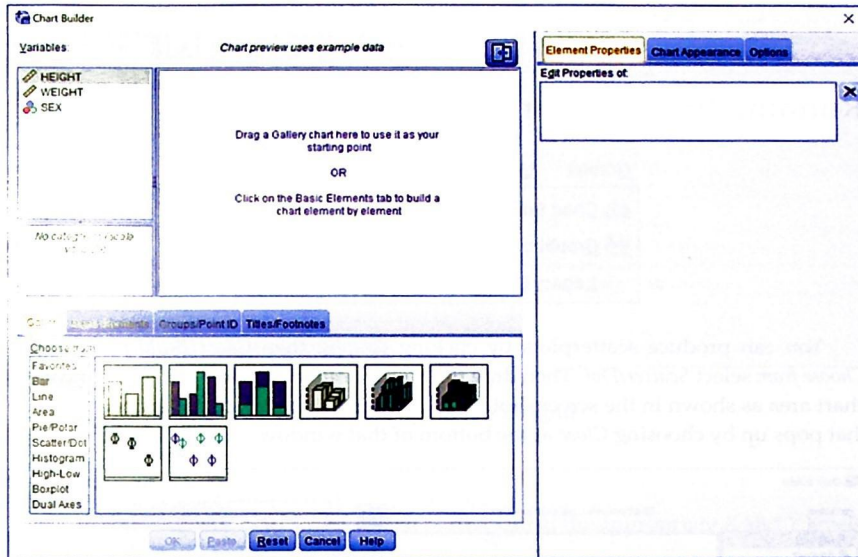 Chart Builder
Variables:
Chart preview uses example data
HEIGHT
WEIGHT
SEX
Drag a Gallery chart here to use it as your
starting point
OR
Click on the Basic Elements tab to build a
chart element by element
Groups/Point ID
Titles/Footnotes
Favorites
Bar
Line
Area
Pie/Polar
Scatter/Dot
Histogram
High-Low
Boxplot
Dual Axes
OK
Paste
Reset
Cancel
Help
Element Properties
Chart Appearance
Options
Edit Properties of: